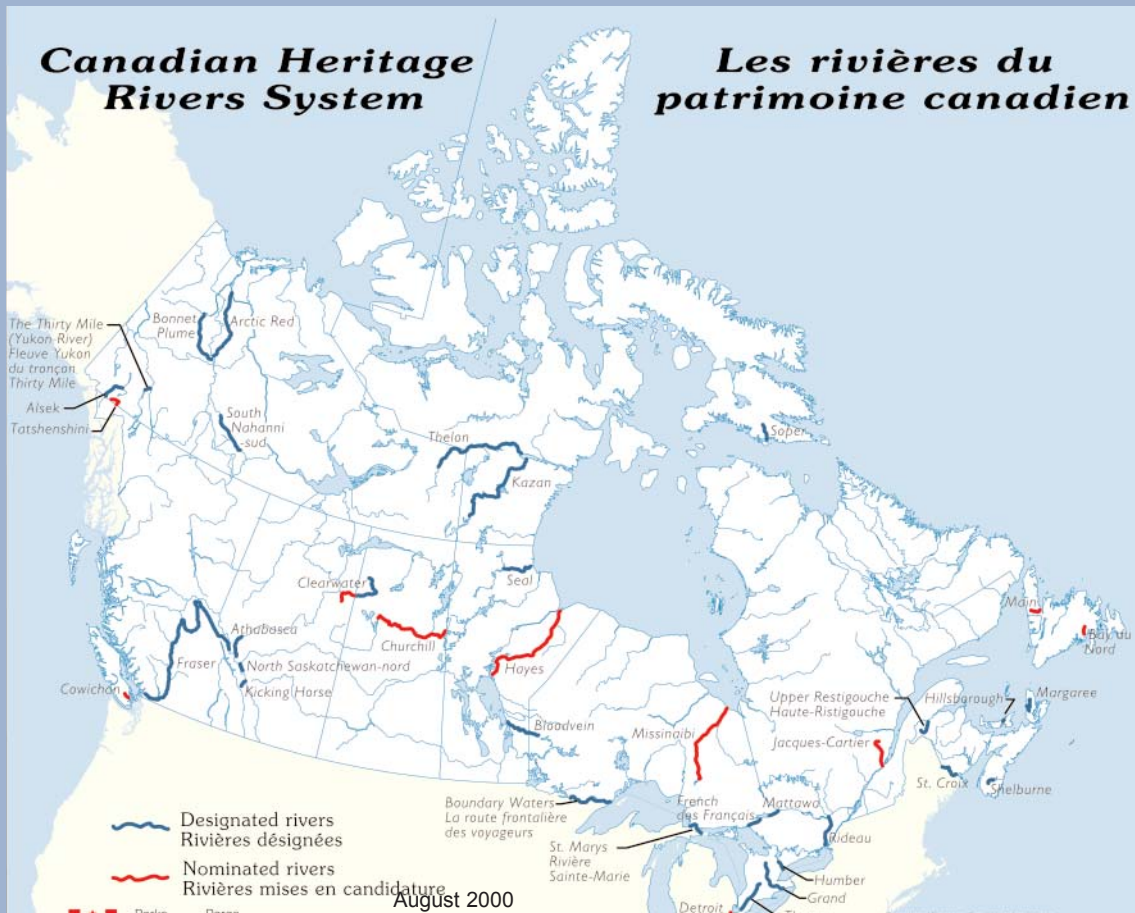 Canadian Heritage
Rivers System
Les rivières du
patrimoine canadien
The Thirty Mile
(Yukon River)
Fleuve Yukon
du tronçon
Thirty Mile
Bonnet
Plume
Arctic Red
Alsek
Tatshenshini
South
Nahanni
-sud
Thelon
Kazan
Soper
Clearwater
Seal
Churchill
Hayes
Athabasca
Fraser
North Saskatchewan-nord
Kicking Horse
Cowichan
Bloodvein
Missinaibi
Main
Bay du
Nord
Upper Restigouche
Haute-Ristigouche
Hillsborough
Margaree
Jacques-Cartier
St. Croix
Shelburne
Boundary Waters
La route frontalière
des voyageurs
French
des Français
Mattawa
Rideau
St. Marys
Rivière
Sainte-Marie
Humber
Grand
Detroit
Designated rivers
Rivières désignées
Nominated rivers
Rivières mises en candidature
August 2000